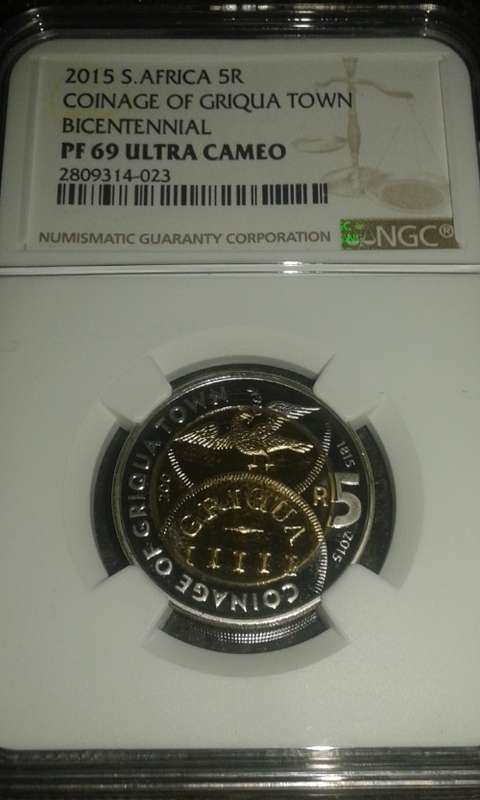 2015 S.AFRICA 5R
COINAGE OF GRIQUA TOWN
BICENTENNIAL
PF 69 ULTRA CAMEO
2809314-023
NUMISMATIC GUARANTY CORPORATION
NGC®
COINAGE OF GRIQUA TOWN
1815
R5
2015
GRIQUA
IIIII